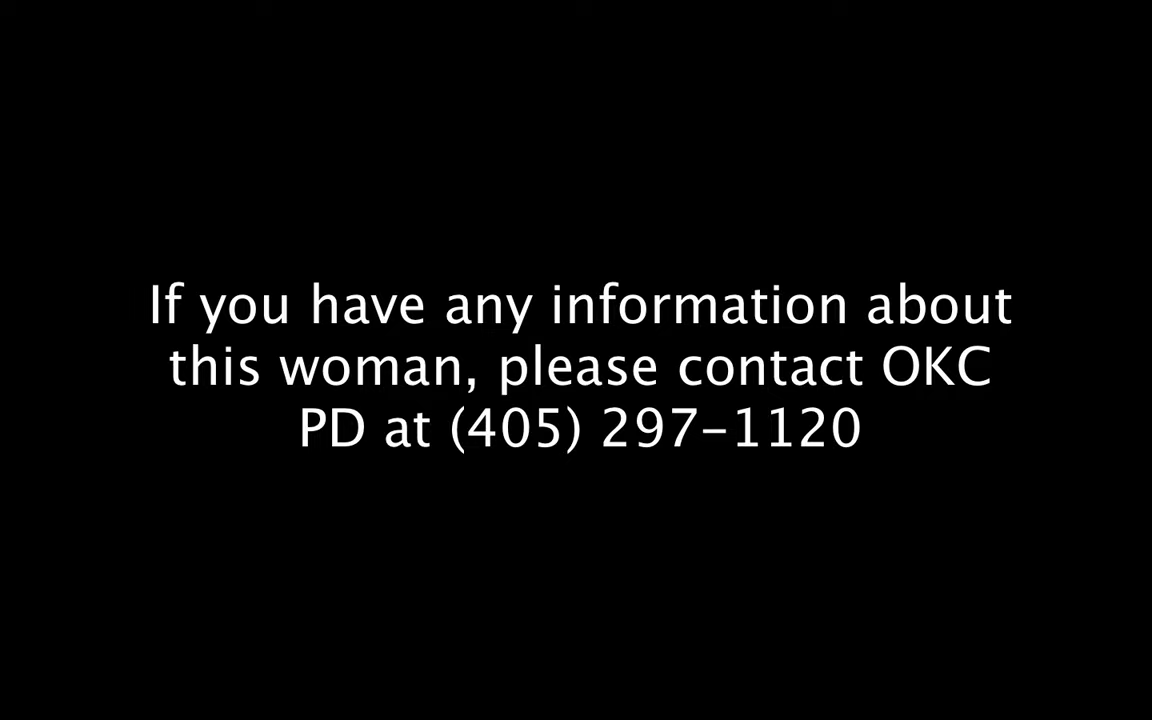 If you have any information about
this woman, please contact OKC
PD at (405) 297-1120